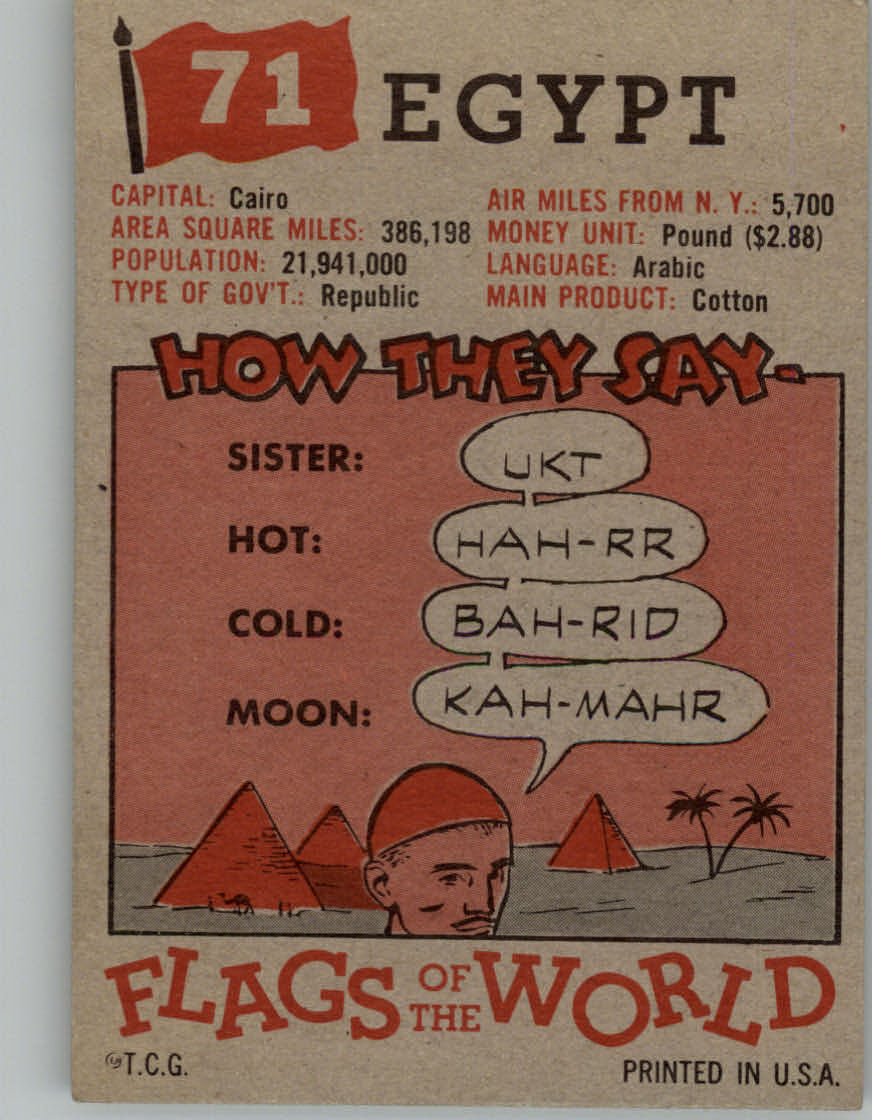 71 EGYPT
CAPITAL: Cairo
AREA SQUARE MILES: 386,198
POPULATION: 21,941,000
TYPE OF GOV'T.: Republic
AIR MILES FROM N. Y.: 5,700
MONEY UNIT: Pound ($2.88)
LANGUAGE: Arabic
MAIN PRODUCT: Cotton
HOW THEY SAY-
SISTER: UKT
HOT: HAH-RR
COLD: BAH-RID
MOON: KAH-MAHR
FLAGS OF THE WORLD
© T.C.G.
PRINTED IN U.S.A.